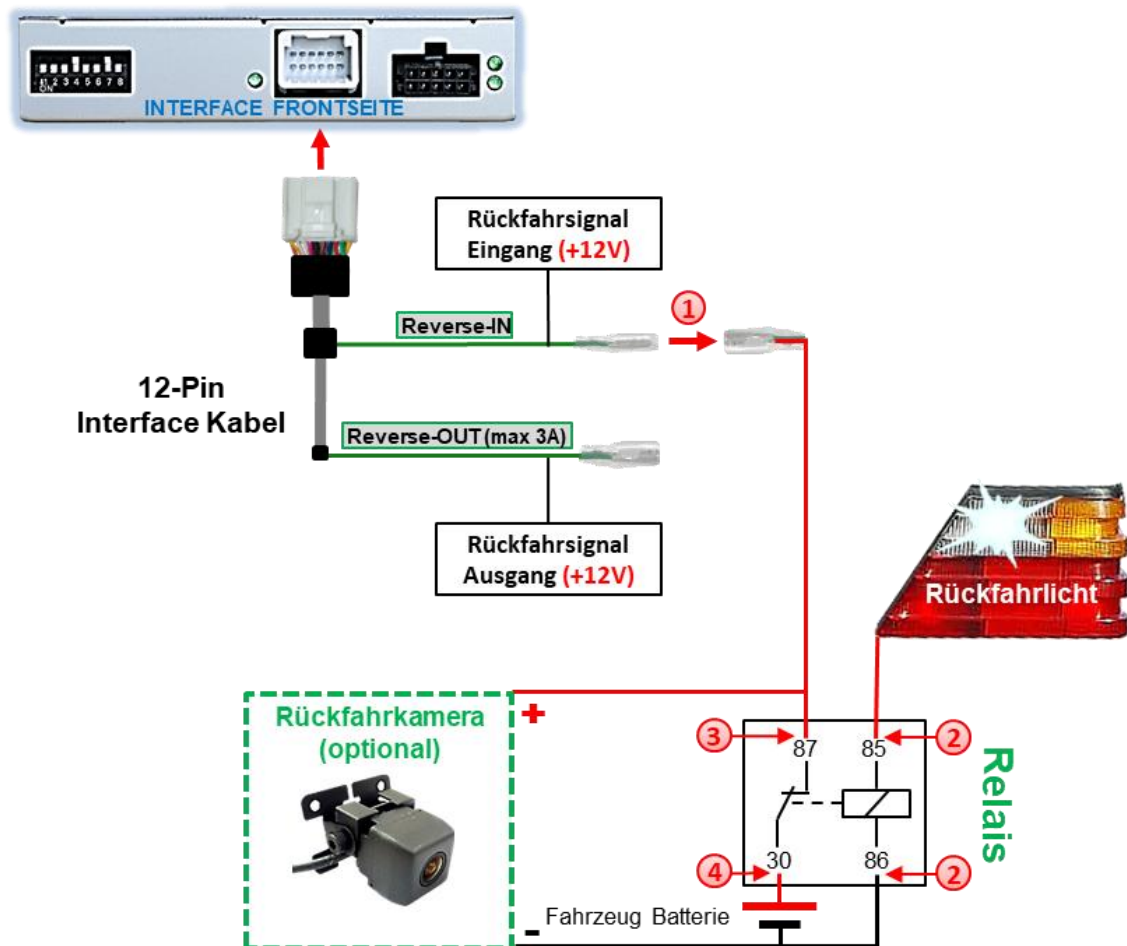 ON
1 2 3 4 5 6 7 8
INTERFACE FRONTSEITE
Rückfahrsignal
Eingang (+12V)
1
Reverse-IN
12-Pin
Interface Kabel
Reverse-OUT (max 3A)
Rückfahrsignal
Ausgang (+12V)
Rückfahrlicht
Rückfahrkamera
(optional)
+
3
87
85
2
Relais
30
86
4
2
- Fahrzeug Batterie